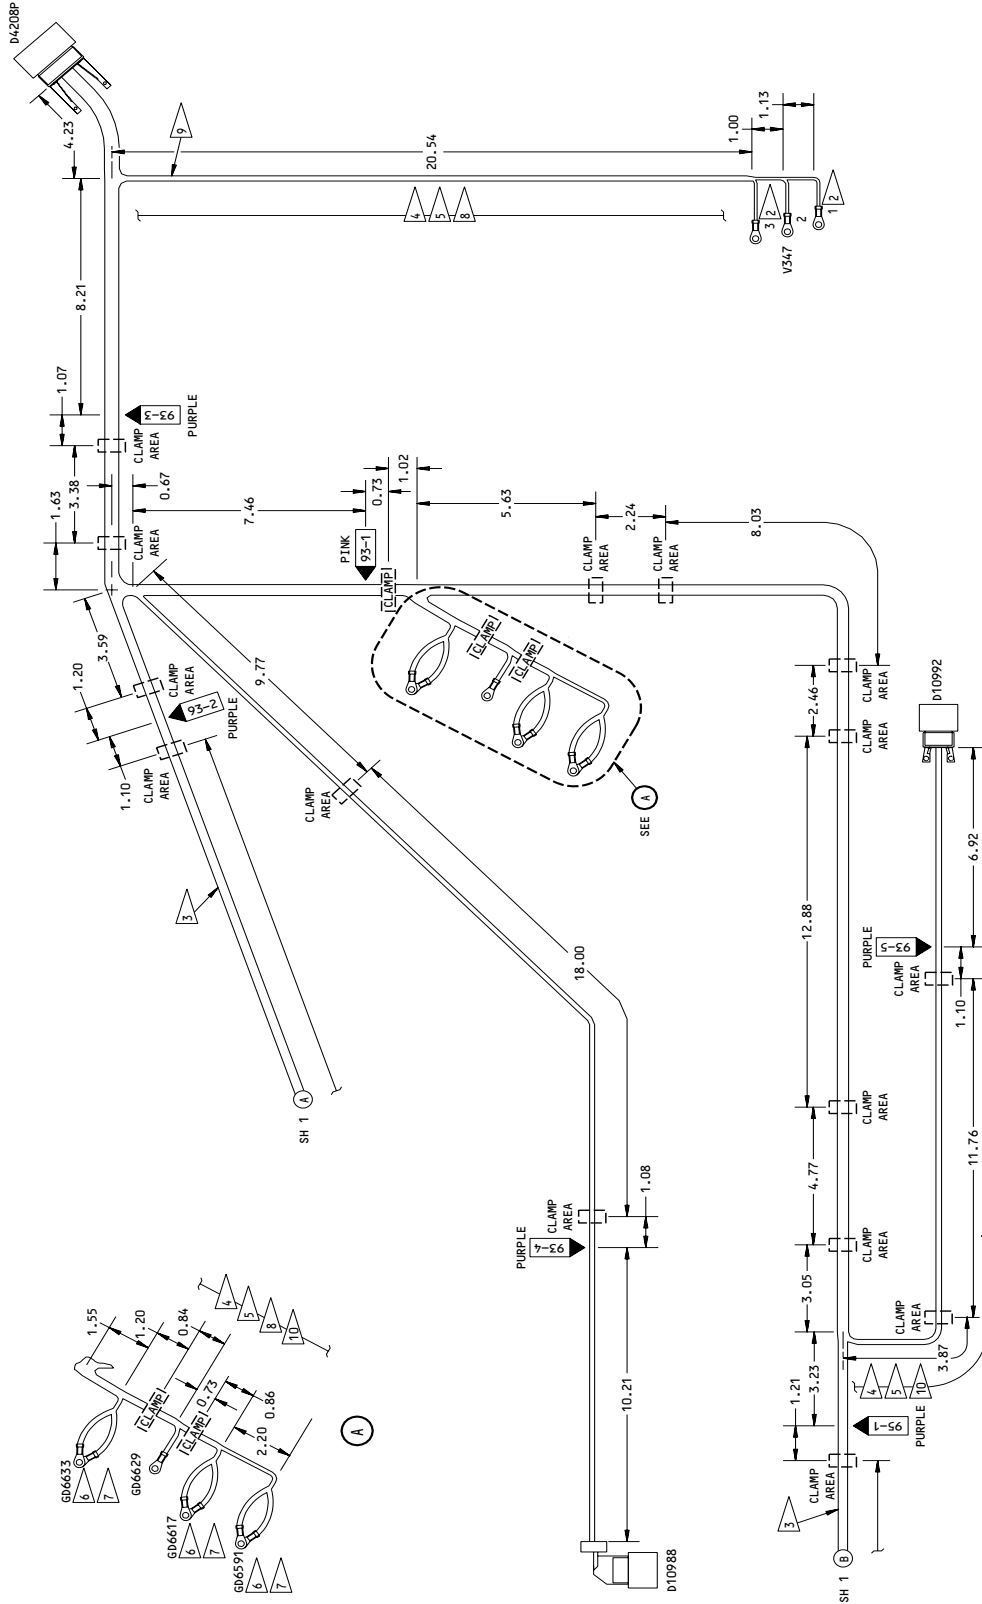 D4208P
4.23
9
20.54
1.00
1.13
4
5
8
3
2
2
1
2
V347
8.21
1.07
93-3
PURPLE
CLAMP
AREA
3.38
1.63
0.67
CLAMP
AREA
7.46
0.73
1.02
PINK
93-1
CLAMP
5.63
2.24
8.03
CLAMP
AREA
CLAMP
AREA
3.59
1.20
1.10
CLAMP
AREA
93-2
PURPLE
CLAMP
AREA
9.77
CLAMP
AREA
CLAMP
CLAMP
SEE A
3
SH 1 A
18.00
CLAMP
AREA
2.46
CLAMP
AREA
D10992
12.88
6.92
PURPLE
93-5
CLAMP
AREA
1.10
CLAMP
AREA
11.76
4.77
CLAMP
AREA
3.05
CLAMP
AREA
3.87
4
5
10
3.23
1.21
95-1
PURPLE
CLAMP
AREA
3
SH 1 B
1.08
CLAMP
AREA
PURPLE
93-4
10.21
D10988
1.55
1.20
0.84
4
5
8
10
CLAMP
0.73
CLAMP
0.86
2.20
GD6633
6
7
GD6629
GD6617
6
7
GD6591
6
7
A